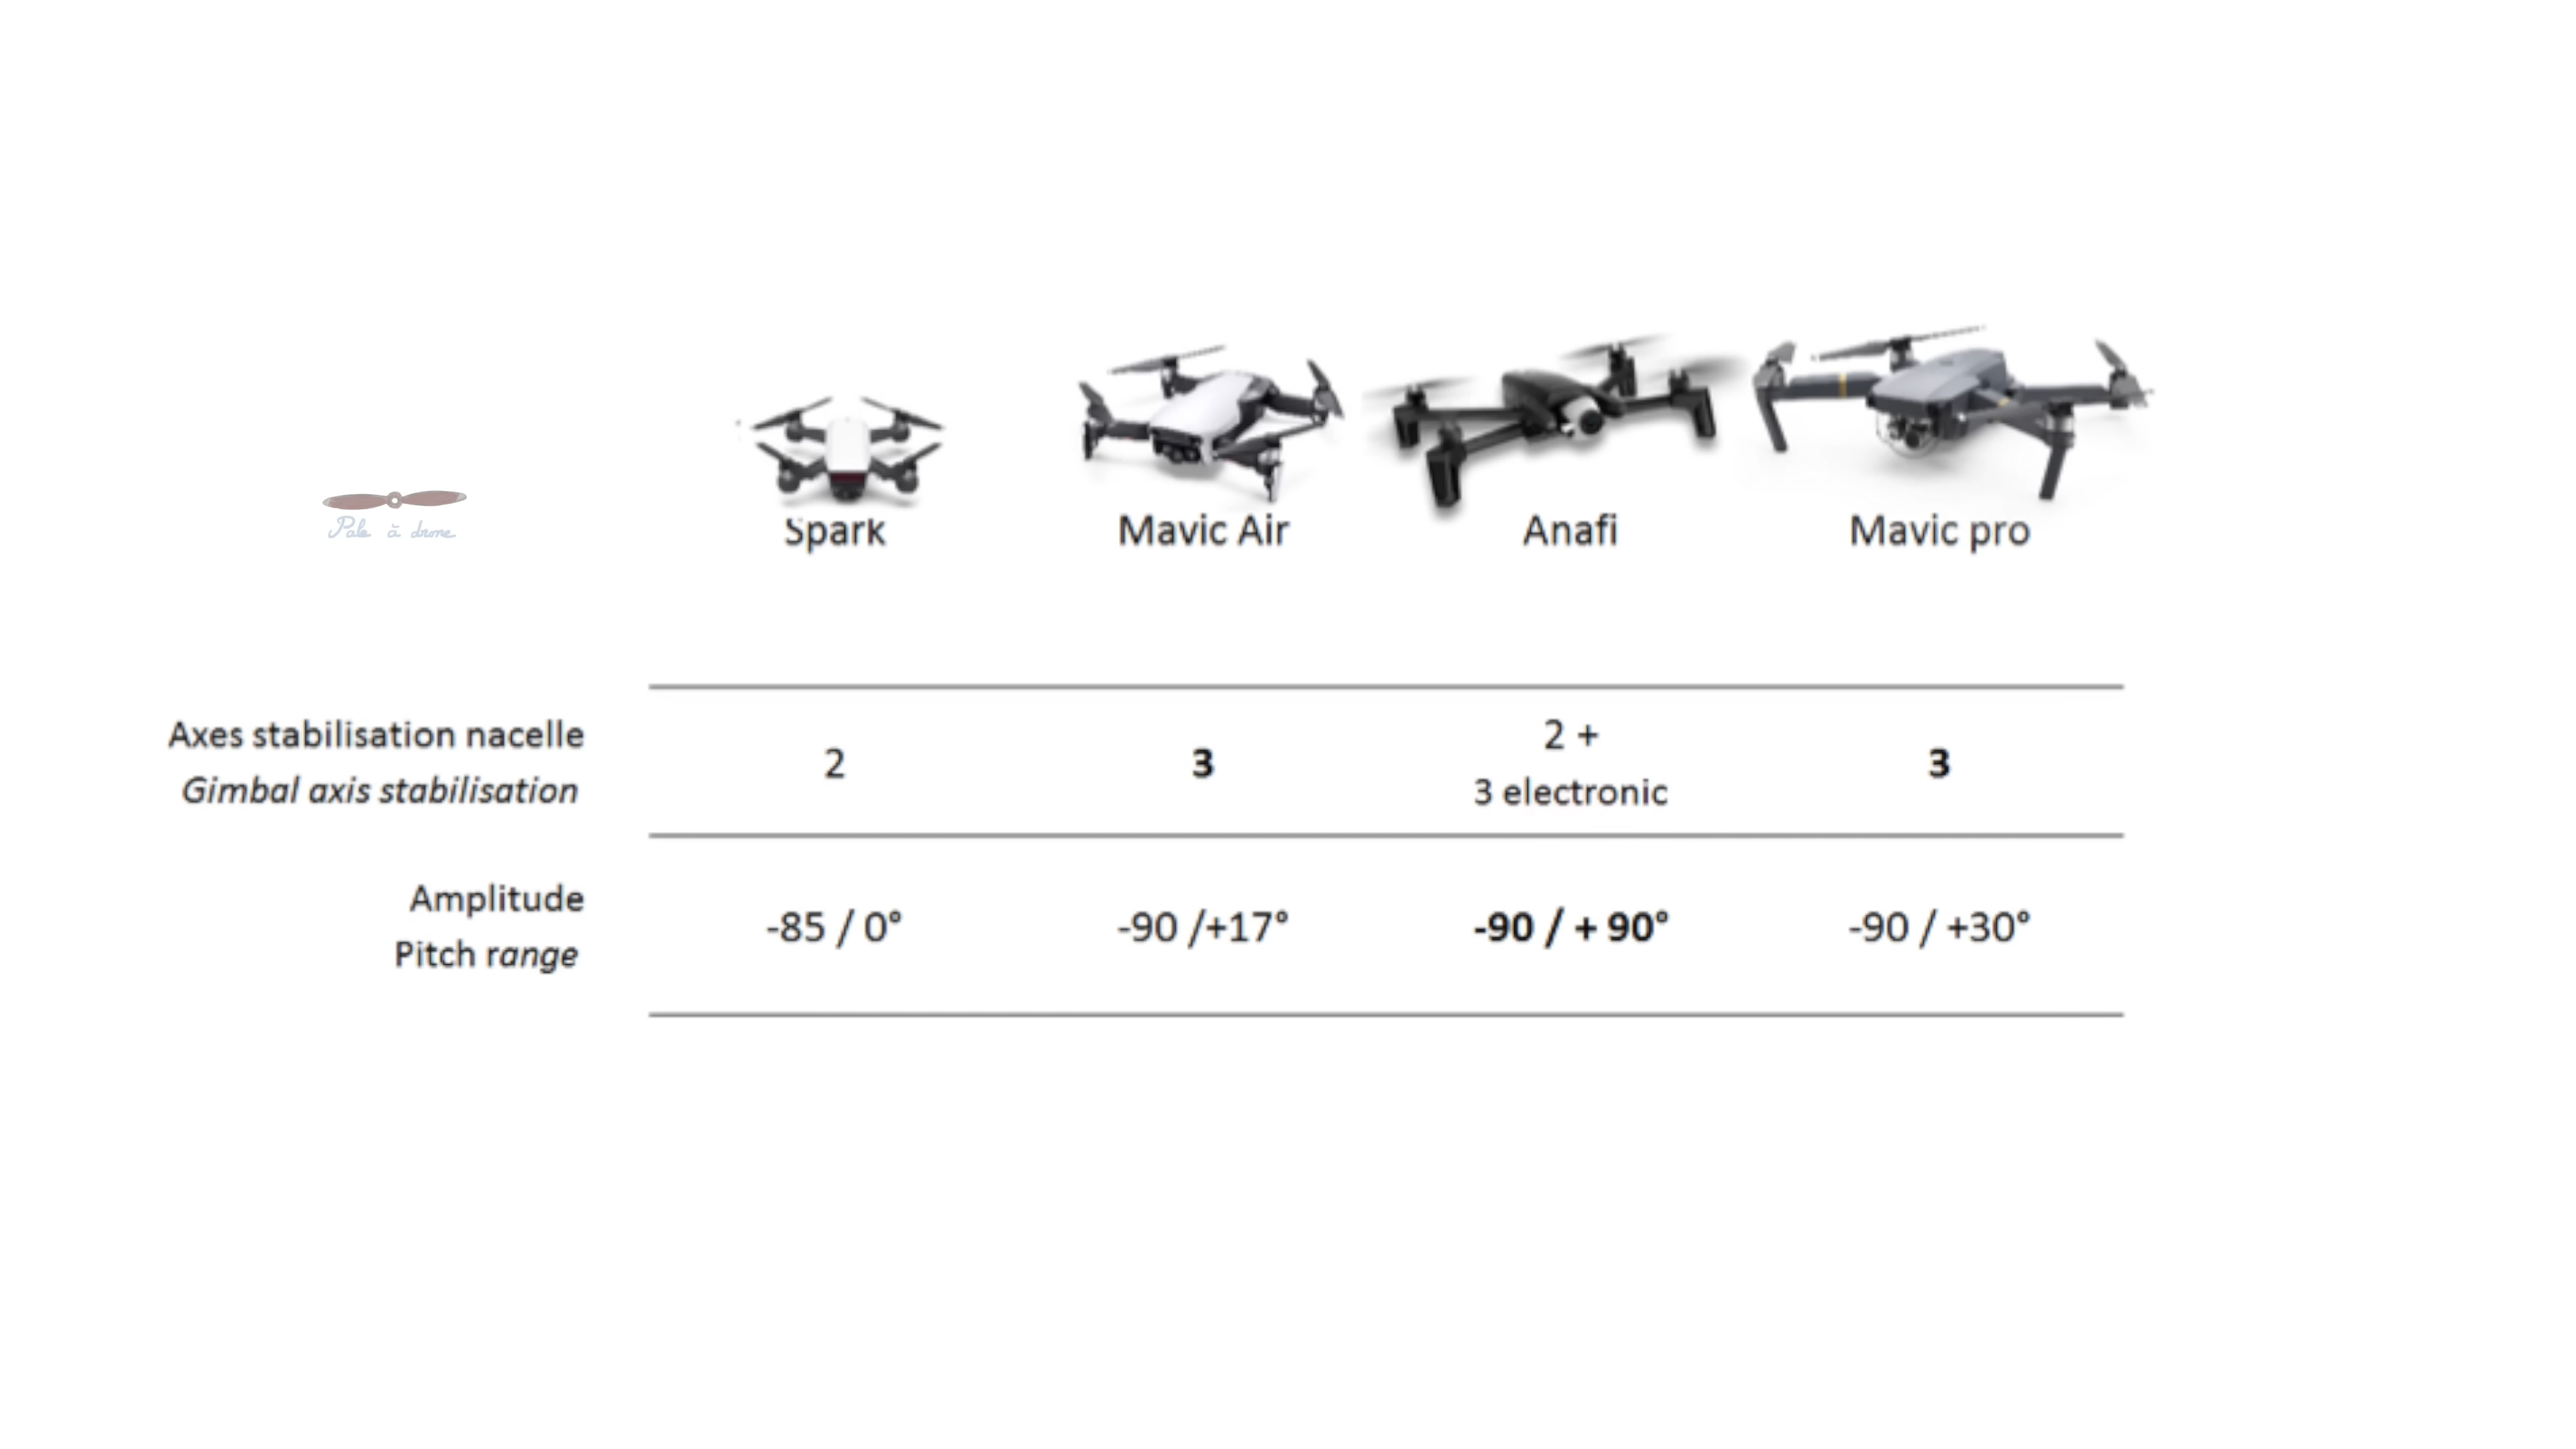 Pale à drone
Spark
Mavic Air
Anafi
Mavic pro
Axes stabilisation nacelle
Gimbal axis stabilisation
2
3
2 +
3 electronic
3
Amplitude
Pitch range
-85 / 0°
-90 /+17°
-90 / + 90°
-90 / +30°